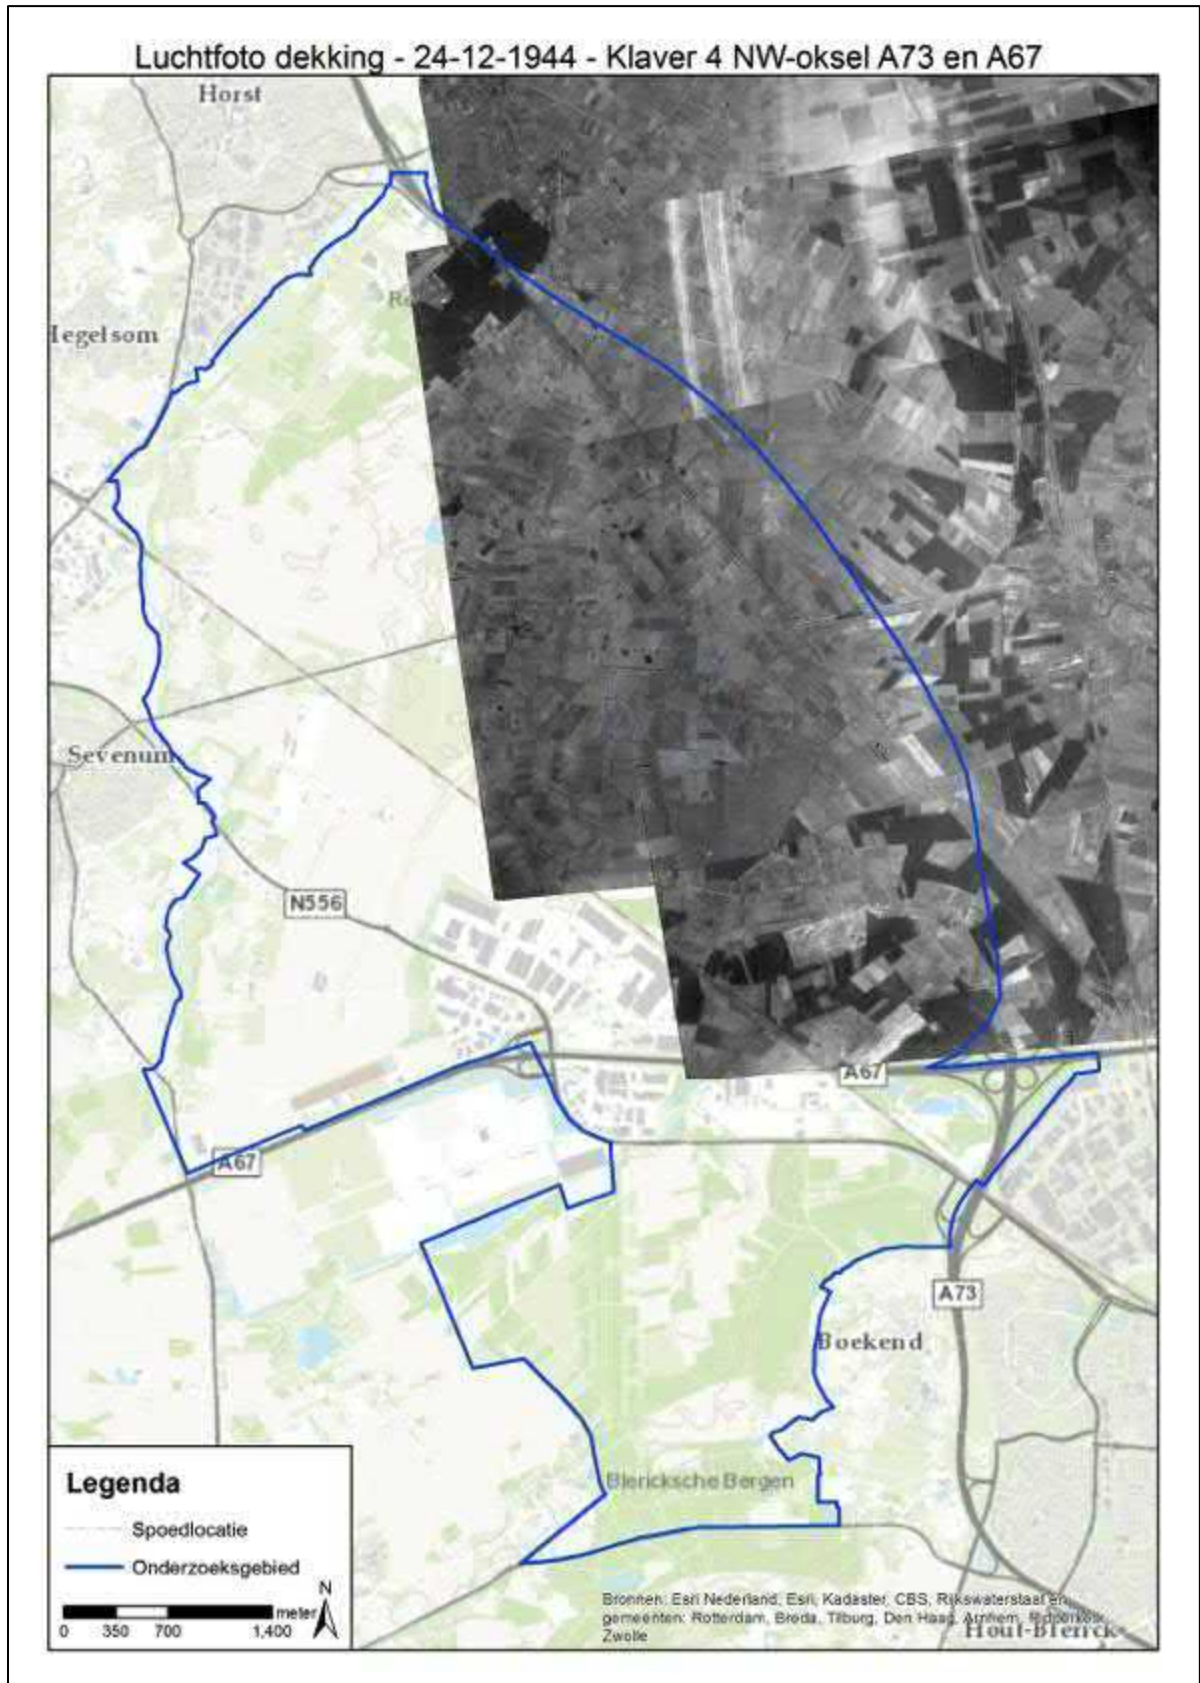 Luchtfoto dekking - 24-12-1944 - Klaver 4 NW-oksel A73 en A67
Horst
Hegelsom
Sevenum
N556
A67
A67
A73
Boekend
Blericksche Bergen
Legenda
Spoedlocatie
Onderzoeksgebied
N
meter
0 350 700 1,400
Bronnen: Esri Nederland, Esri, Kadaster, CBS, Rijkswaterstaat en
gemeenten: Rotterdam, Breda, Tilburg, Den Haag, Arnhem, Ridderkerk,
Zwolle
Hout-Blerick